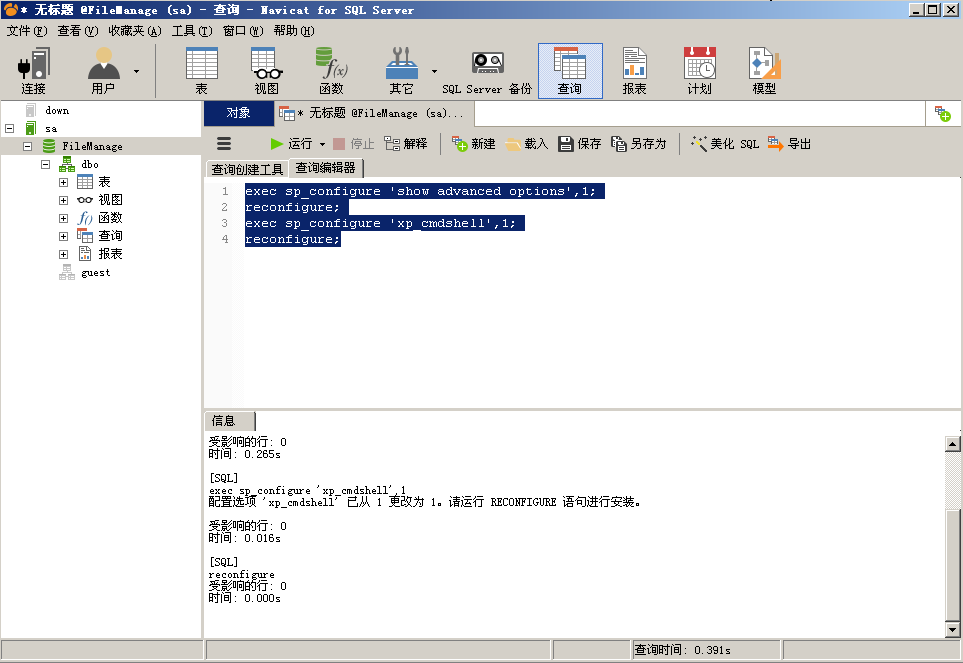 * 无标题 @FileManage (sa) - 查询 - Navicat for SQL Server
文件(F) 查看(V) 收藏夹(A) 工具(T) 窗口(W) 帮助(H)
连接 用户 表 视图 函数 其它 SQL Server 备份 查询 报表 计划 模型
down
sa
FileManage
dbo
表
视图
函数
查询
报表
guest
对象 * 无标题 @FileManage (sa)...
运行 停止 解释 新建 载入 保存 另存为 美化 SQL 导出
查询创建工具 查询编辑器
1 exec sp_configure 'show advanced options',1;
2 reconfigure;
3 exec sp_configure 'xp_cmdshell',1;
4 reconfigure;
信息
受影响的行: 0
时间: 0.265s
[SQL]
exec sp_configure 'xp_cmdshell',1
配置选项 'xp_cmdshell' 已从 1 更改为 1。请运行 RECONFIGURE 语句进行安装。
受影响的行: 0
时间: 0.016s
[SQL]
reconfigure
受影响的行: 0
时间: 0.000s
查询时间: 0.391s